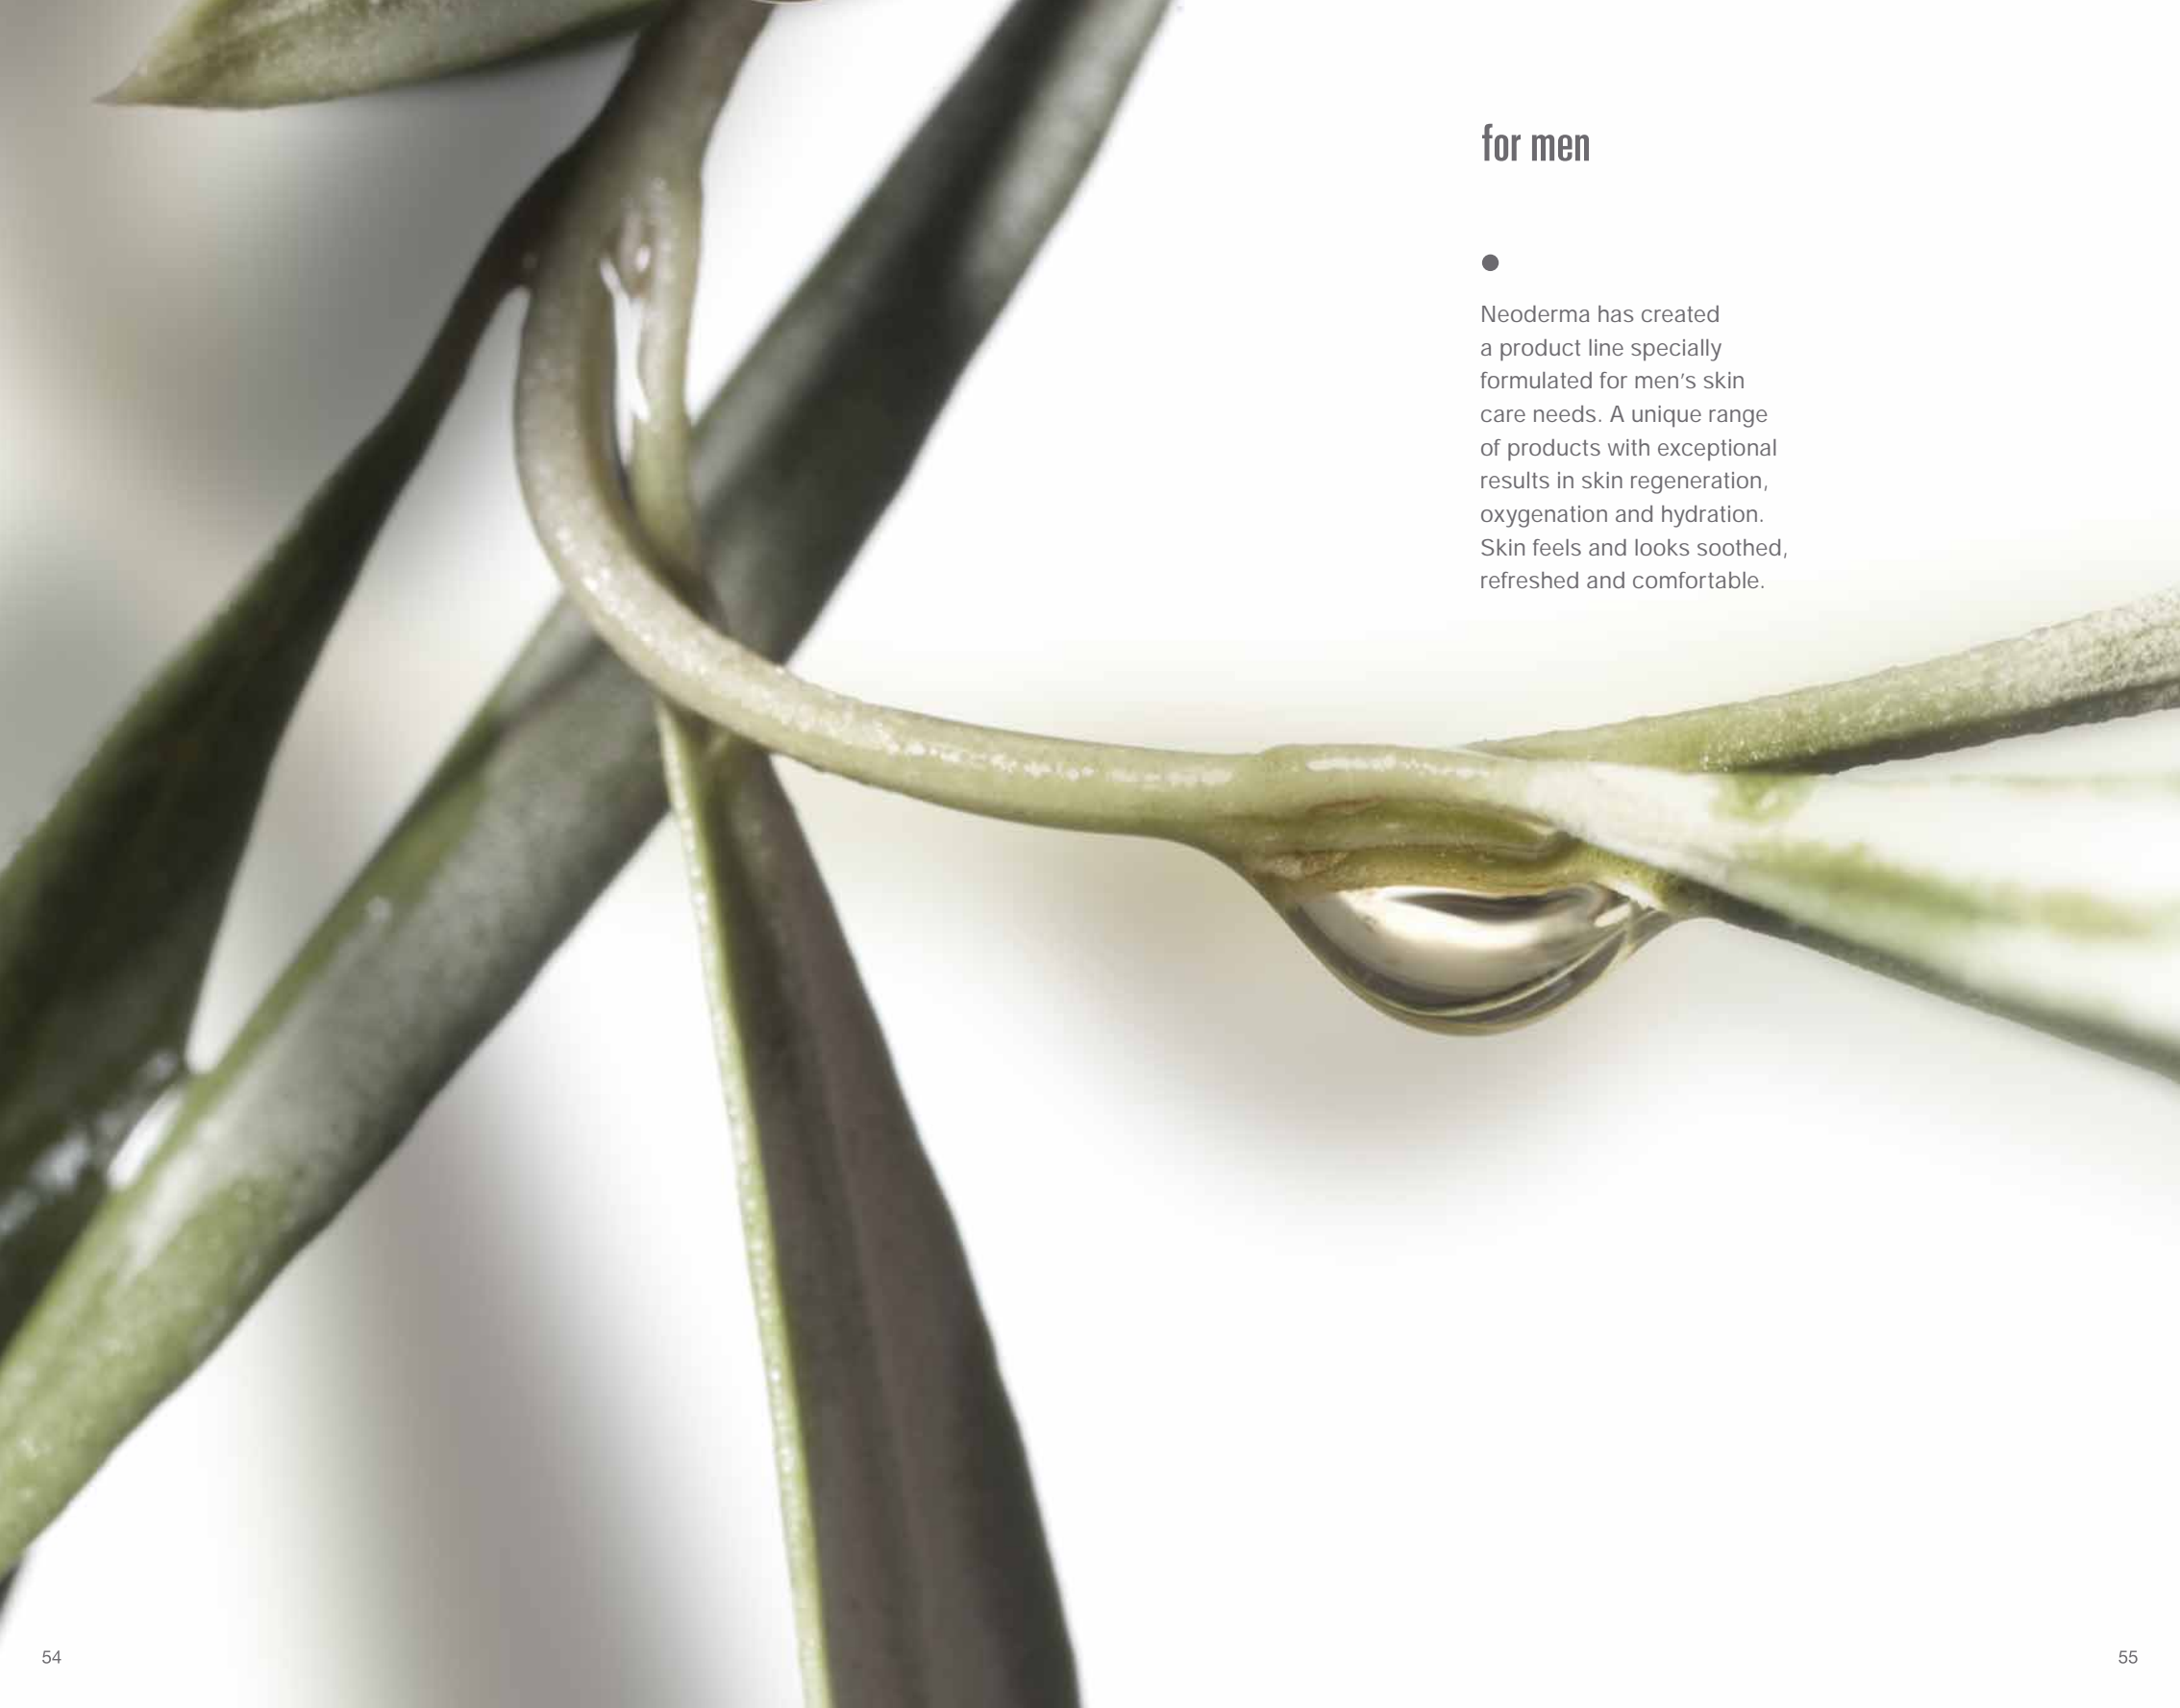 for men
●
Neoderma has created
a product line specially
formulated for men's skin
care needs. A unique range
of products with exceptional
results in skin regeneration,
oxygenation and hydration.
Skin feels and looks soothed,
refreshed and comfortable.
54
55